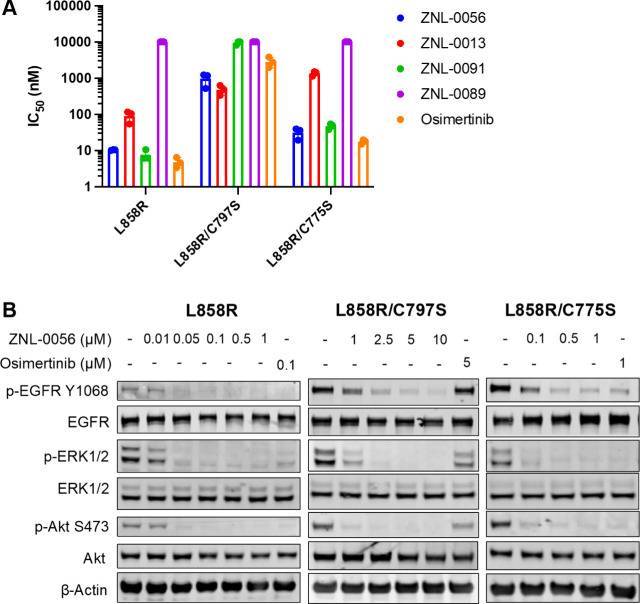 A
100000
10000
1000
100
10
1
IC50 (nM)
L858R
L858R/C797S
L858R/C775S
ZNL-0056
ZNL-0013
ZNL-0091
ZNL-0089
Osimertinib
B
L858R L858R/C797S L858R/C775S
ZNL-0056 (μM) - 0.01 0.05 0.1 0.5 1 - - 1 2.5 5 10 - - 0.1 0.5 1 -
Osimertinib (μM) - - - - - - 0.1 - - - - - 5 - - - - 1
p-EGFR Y1068
EGFR
p-ERK1/2
ERK1/2
p-Akt S473
Akt
β-Actin